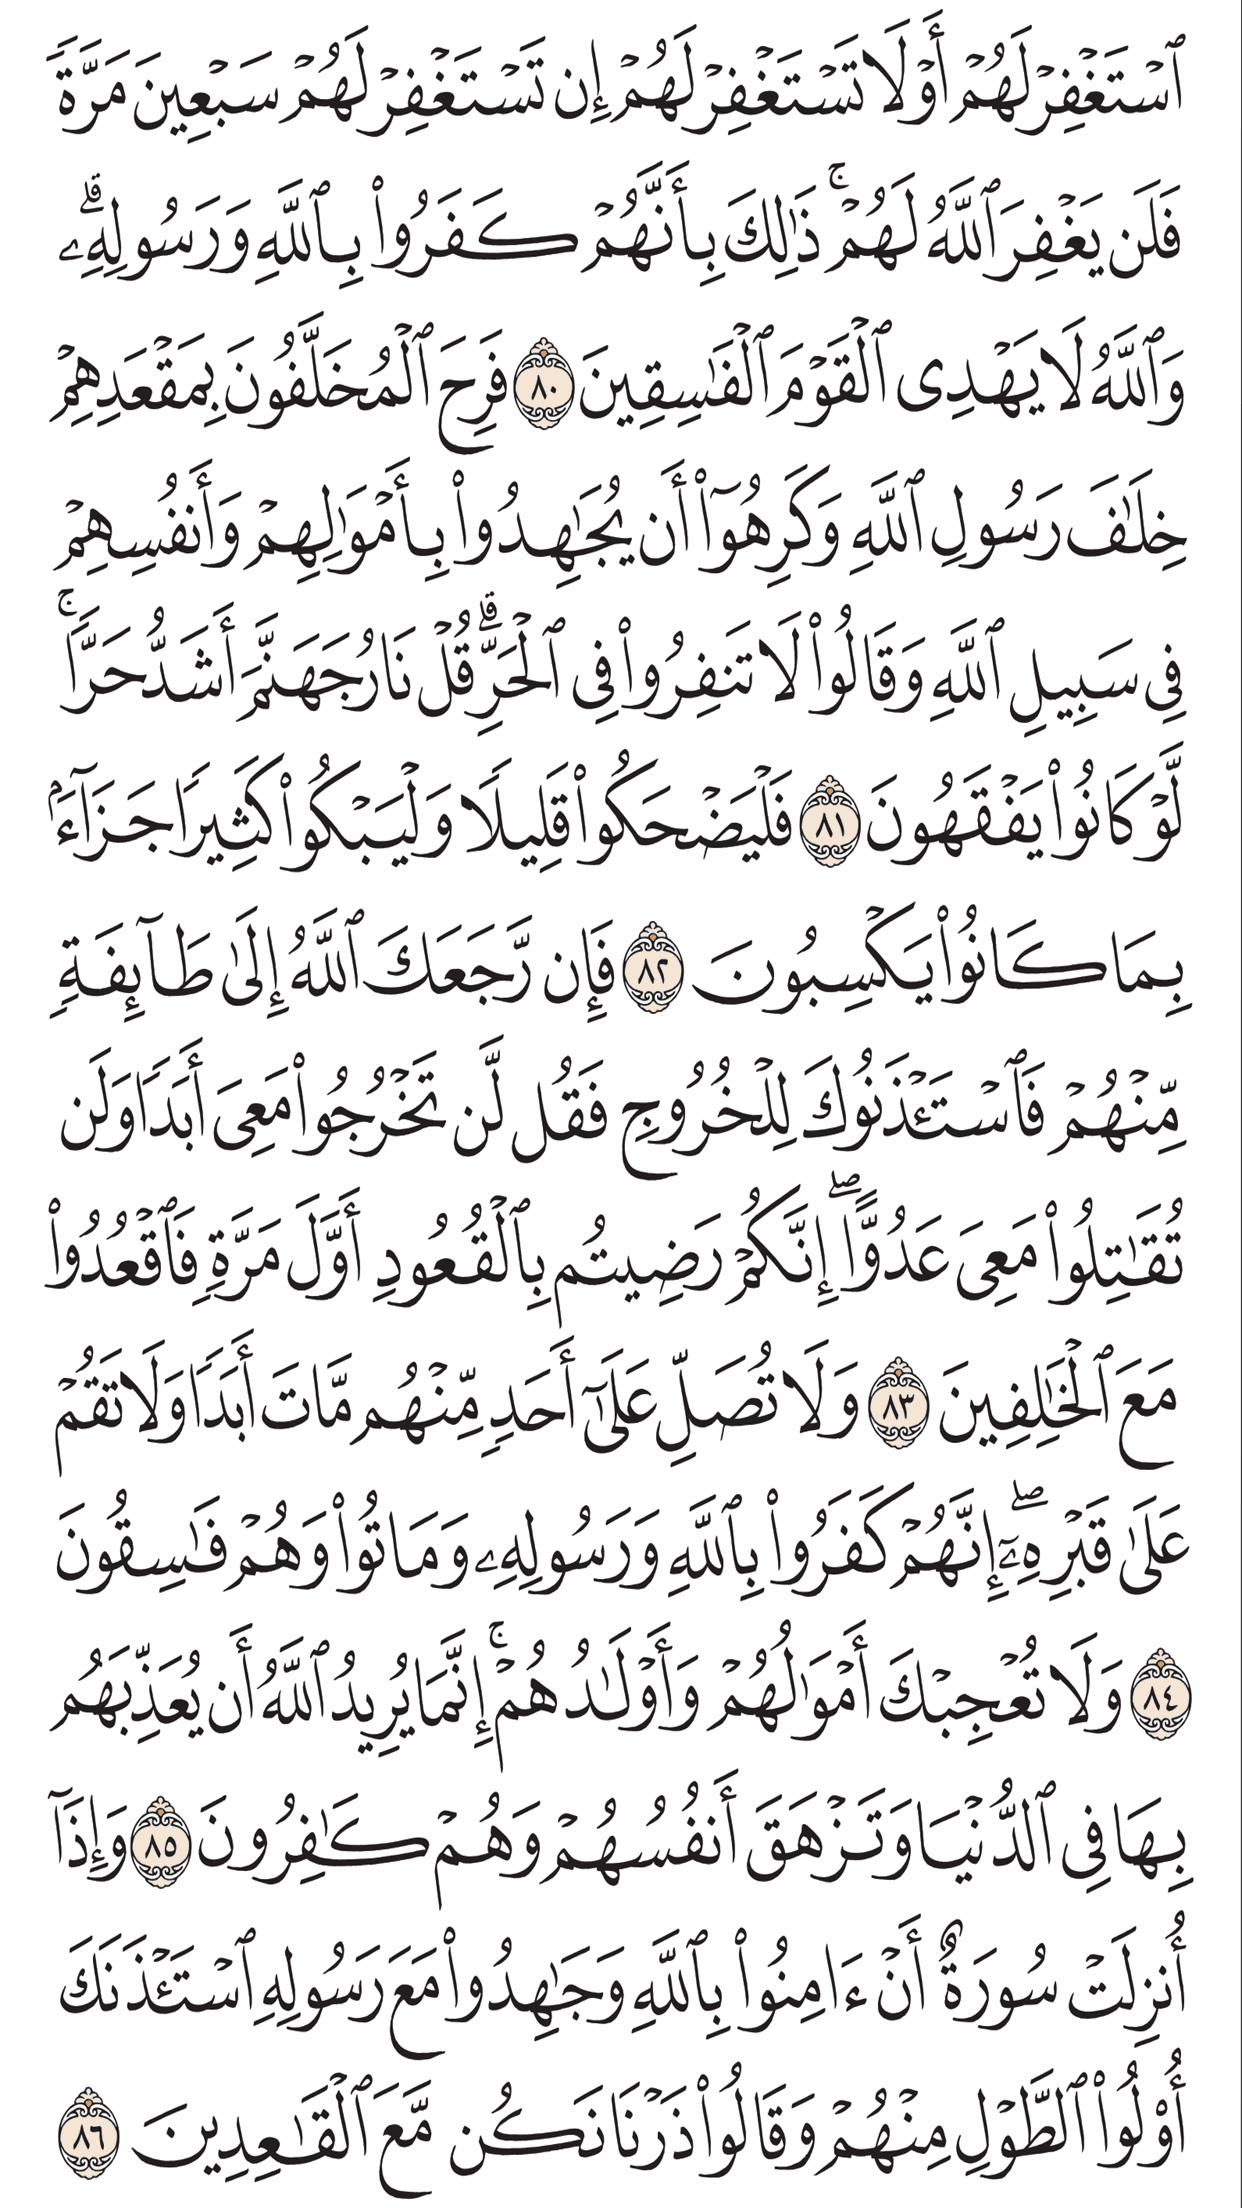 ٱسۡتَغۡفِرۡ لَهُمۡ أَوۡ لَا تَسۡتَغۡفِرۡ لَهُمۡ إِن تَسۡتَغۡفِرۡ لَهُمۡ سَبۡعِينَ مَرَّةٗ
فَلَن يَغۡفِرَ ٱللَّهُ لَهُمۡۚ ذَٰلِكَ بِأَنَّهُمۡ كَفَرُواْ بِٱللَّهِ وَرَسُولِهِۦۗ
وَٱللَّهُ لَا يَهۡدِي ٱلۡقَوۡمَ ٱلۡفَٰسِقِينَ ٨٠ فَرِحَ ٱلۡمُخَلَّفُونَ بِمَقۡعَدِهِمۡ
خِلَٰفَ رَسُولِ ٱللَّهِ وَكَرِهُوٓاْ أَن يُجَٰهِدُواْ بِأَمۡوَٰلِهِمۡ وَأَنفُسِهِمۡ
فِي سَبِيلِ ٱللَّهِ وَقَالُواْ لَا تَنفِرُواْ فِي ٱلۡحَرِّۗ قُلۡ نَارُ جَهَنَّمَ أَشَدُّ حَرّٗاۚ
لَّوۡ كَانُواْ يَفۡقَهُونَ ٨١ فَلۡيَضۡحَكُواْ قَلِيلٗا وَلۡيَبۡكُواْ كَثِيرٗا جَزَآءَۢ
بِمَا كَانُواْ يَكۡسِبُونَ ٨٢ فَإِن رَّجَعَكَ ٱللَّهُ إِلَىٰ طَآئِفَةٖ
مِّنۡهُمۡ فَٱسۡتَـٔۡذَنُوكَ لِلۡخُرُوجِ فَقُل لَّن تَخۡرُجُواْ مَعِيَ أَبَدٗا وَلَن
تُقَٰتِلُواْ مَعِيَ عَدُوًّاۖ إِنَّكُمۡ رَضِيتُم بِٱلۡقُعُودِ أَوَّلَ مَرَّةٖ فَٱقۡعُدُواْ
مَعَ ٱلۡخَٰلِفِينَ ٨٣ وَلَا تُصَلِّ عَلَىٰٓ أَحَدٖ مِّنۡهُم مَّاتَ أَبَدٗا وَلَا تَقُمۡ
عَلَىٰ قَبۡرِهِۦٓۖ إِنَّهُمۡ كَفَرُواْ بِٱللَّهِ وَرَسُولِهِۦ وَمَاتُواْ وَهُمۡ فَٰسِقُونَ
٨٤ وَلَا تُعۡجِبۡكَ أَمۡوَٰلُهُمۡ وَأَوۡلَٰدُهُمۡۚ إِنَّمَا يُرِيدُ ٱللَّهُ أَن يُعَذِّبَهُم
بِهَا فِي ٱلدُّنۡيَا وَتَزۡهَقَ أَنفُسُهُمۡ وَهُمۡ كَٰفِرُونَ ٨٥ وَإِذَآ
أُنزِلَتۡ سُورَةٌ أَنۡ ءَامِنُواْ بِٱللَّهِ وَجَٰهِدُواْ مَعَ رَسُولِهِ ٱسۡتَـٔۡذَنَكَ
أُوْلُواْ ٱلطَّوۡلِ مِنۡهُمۡ وَقَالُواْ ذَرۡنَا نَكُن مَّعَ ٱلۡقَٰعِدِينَ ٨٦